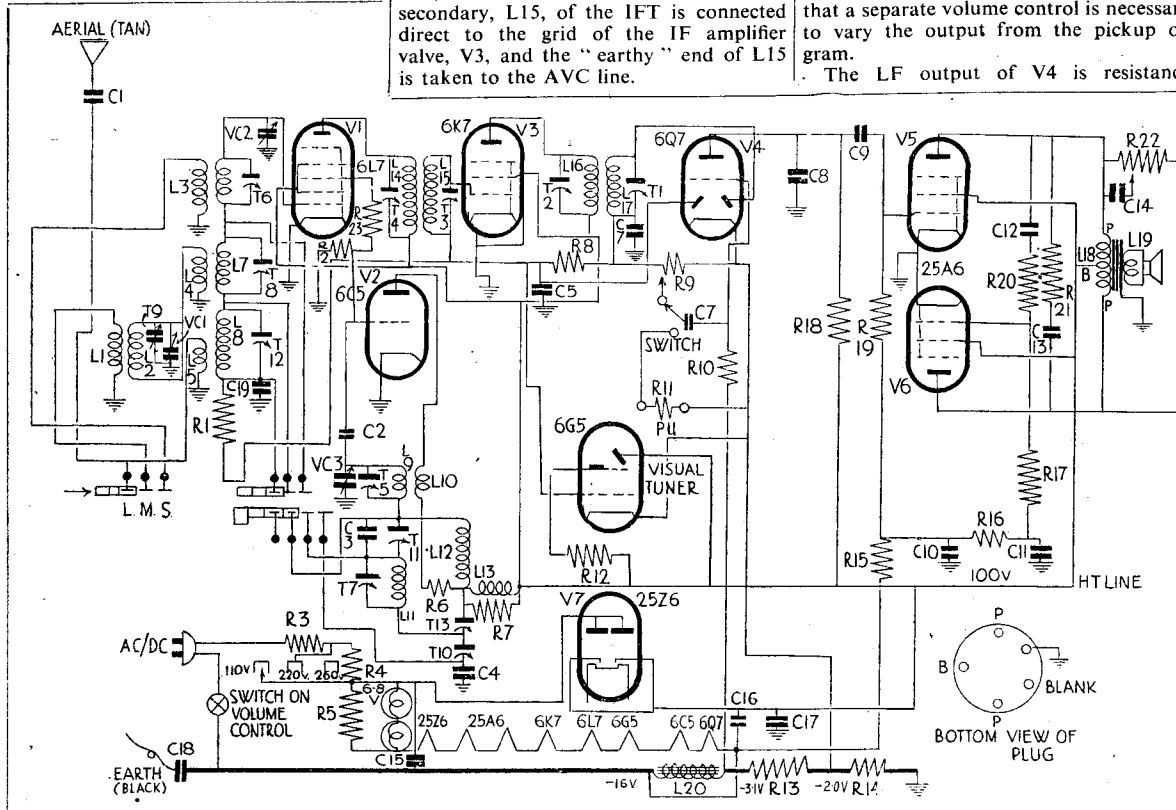 secondary, L15, of the IFT is connected
direct to the grid of the IF amplifier
valve, V3, and the " earthy " end of L15
is taken to the AVC line.
that a separate volume control is necessar
to vary the output from the pickup o
gram.
The LF output of V4 is resistanc
AERIAL (TAN)
C1
VC2
V1
6L7
6K7
V3
6Q7
V4
C9
V5
R22
L3
T6
L14
T4
L15
T3
T2
L16
L17
T1
C8
C14
R23
R2
C7
C12
L18
L19
P
B
P
L4
L7
T8
V2
6C5
R8
R9
C5
25A6
R20
R21
T9
VC1
L1
L2
L5
L8
T12
C19
C7
SWITCH
R10
R18
R19
C13
V6
R1
R11
PU
6G5
VISUAL
TUNER
C2
VC3
T5
L9
L10
R17
L. M. S.
C3
T11
L12
R16
C10
C11
R12
R15
100V
HT LINE
T7
L11
R6
L13
R7
V7
25Z6
T13
T10
C4
AC/DC
R3
R4
110V
220V.
260V.
6-8
V
R5
SWITCH ON
VOLUME
CONTROL
P
B
BLANK
P
BOTTOM VIEW OF
PLUG
C16
C17
25Z6
25A6
6K7
6L7
6G5
6C5
6Q7
C15
C18
EARTH
(BLACK)
-16V
L20
-3·1V
R13
-2·0V
R14